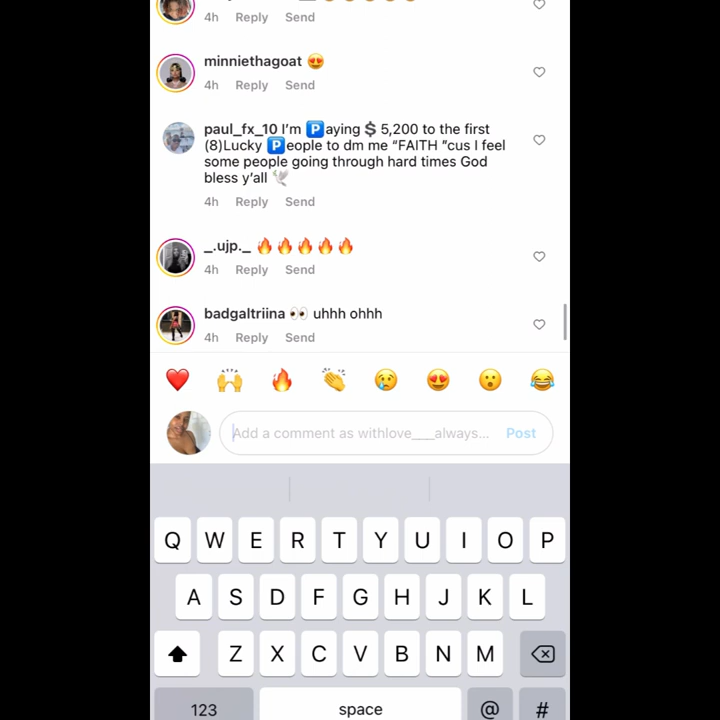 4h Reply Send
minniethagoat 😍
4h Reply Send
paul_fx_10 I'm 🅿️aying $ 5,200 to the first
(8)Lucky 🅿️eople to dm me “FAITH ”cus I feel
some people going through hard times God
bless y'all 🕊️
4h Reply Send
_.ujp._ 🔥🔥🔥🔥🔥
4h Reply Send
badgaltriina 👀 uhhh ohhh
4h Reply Send
❤️ 🙌 🔥 👏 😢 😍 😮 😂
Add a comment as withlove___always... Post
Q W E R T Y U I O P
A S D F G H J K L
Z X C V B N M
123 space @ #